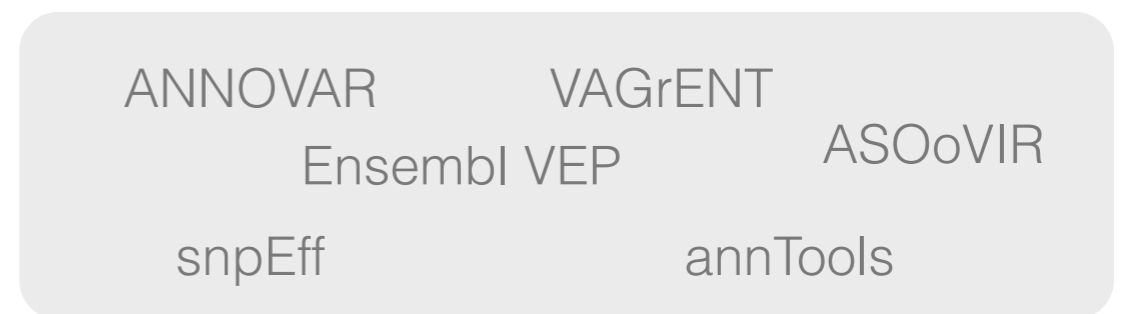 ANNOVAR
VAGrENT
ASOoVIR
Ensembl VEP
snpEff
annTools